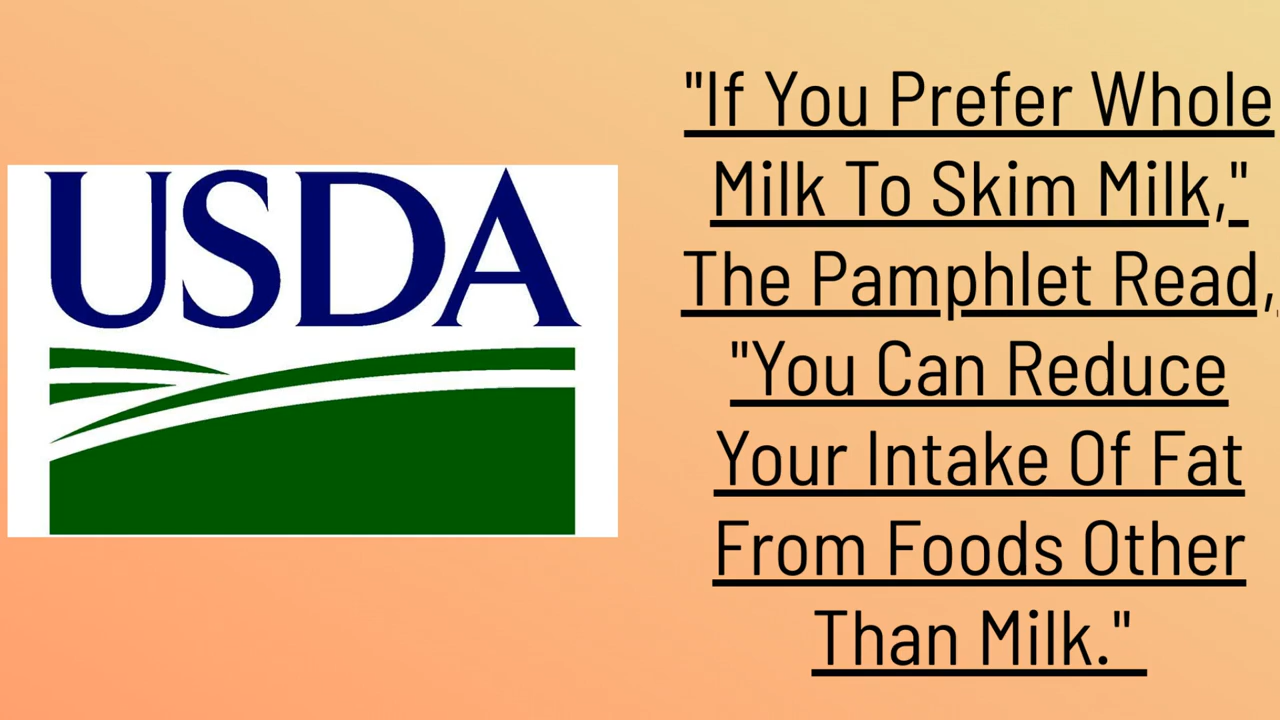 USDA
"If You Prefer Whole
Milk To Skim Milk,"
The Pamphlet Read,
"You Can Reduce
Your Intake Of Fat
From Foods Other
Than Milk."